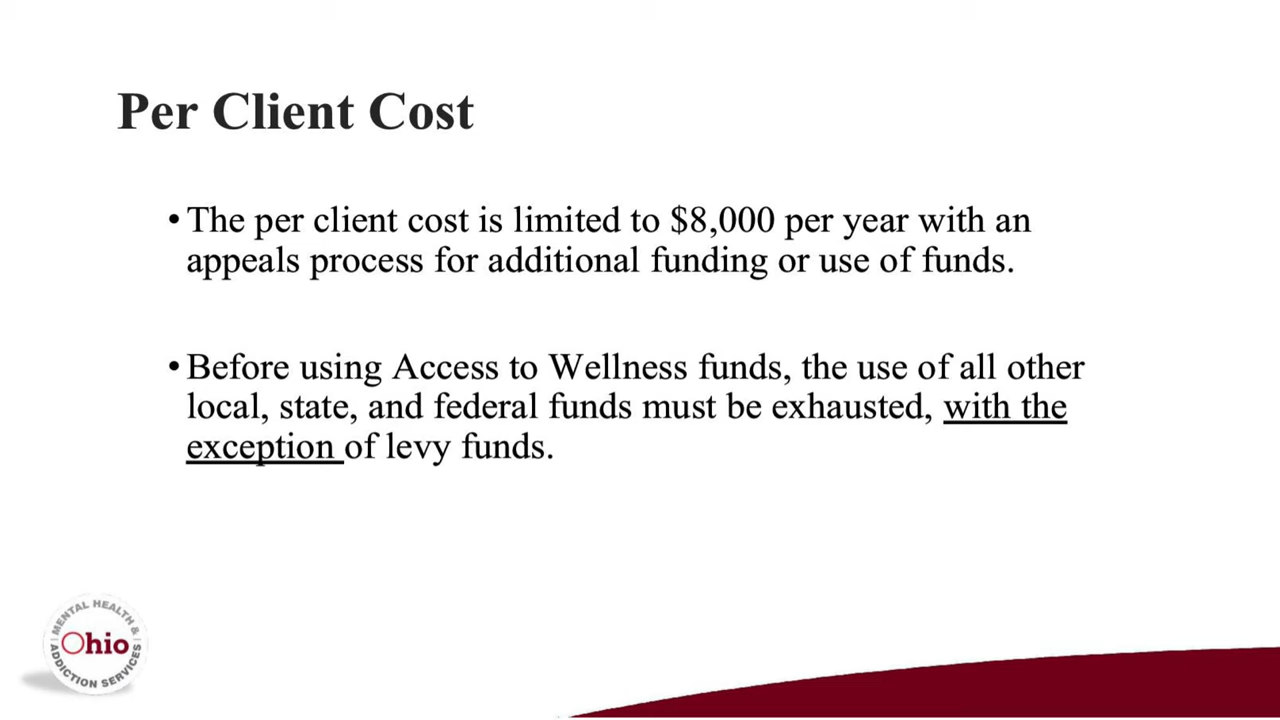 Per Client Cost
• The per client cost is limited to $8,000 per year with an
appeals process for additional funding or use of funds.
• Before using Access to Wellness funds, the use of all other
local, state, and federal funds must be exhausted, with the
exception of levy funds.
MENTAL HEALTH &
Ohio
ADDICTION SERVICES